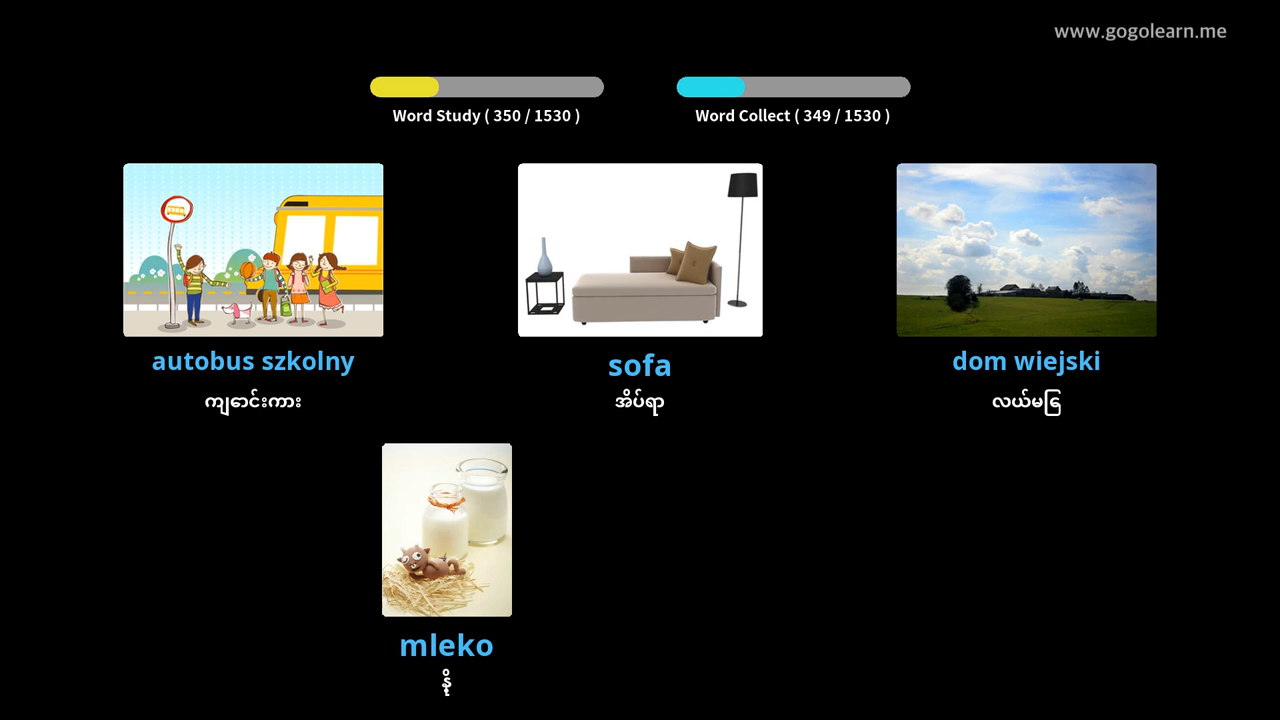 www.gogolearn.me
Word Study ( 350 / 1530 )
Word Collect ( 349 / 1530 )
autobus szkolny
sofa
dom wiejski
ကျောင်းကား
အိပ်ရာ
လယ်မြေ
mleko
နို့